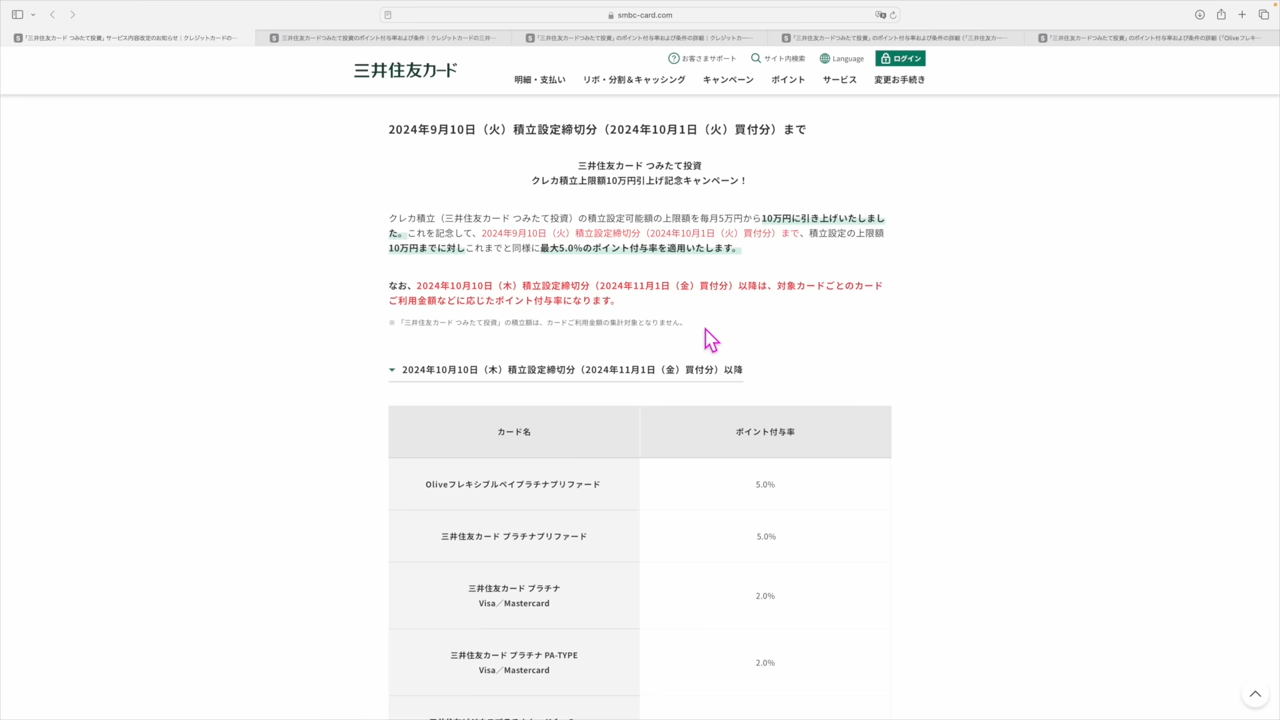 smbc-card.com
「三井住友カード つみたて投資」サービス内容改定のお知らせ｜クレジットカードの…
三井住友カードつみたて投資のポイント付与率および条件｜クレジットカードの三井…
「三井住友カードつみたて投資」のポイント付与率および条件の詳細｜クレジットカー…
「三井住友カードつみたて投資」のポイント付与率および条件の詳細（「三井住友カー…
「三井住友カードつみたて投資」のポイント付与率および条件の詳細（「Oliveフレキ…
三井住友カード
お客さまサポート
サイト内検索
Language
ログイン
明細・支払い
リボ・分割＆キャッシング
キャンペーン
ポイント
サービス
変更お手続き
2024年9月10日（火）積立設定締切分（2024年10月1日（火）買付分）まで
三井住友カード つみたて投資
クレカ積立上限額10万円引上げ記念キャンペーン！
クレカ積立（三井住友カード つみたて投資）の積立設定可能額の上限額を毎月5万円から10万円に引き上げいたしまし
た。これを記念して、2024年9月10日（火）積立設定締切分（2024年10月1日（火）買付分）まで、積立設定の上限額
10万円までに対しこれまでと同様に最大5.0％のポイント付与率を適用いたします。
なお、2024年10月10日（木）積立設定締切分（2024年11月1日（金）買付分）以降は、対象カードごとのカード
ご利用金額などに応じたポイント付与率になります。
※ 「三井住友カード つみたて投資」の積立額は、カードご利用金額の集計対象となりません。
2024年10月10日（木）積立設定締切分（2024年11月1日（金）買付分）以降
カード名
ポイント付与率
Oliveフレキシブルペイプラチナプリファード
5.0%
三井住友カード プラチナプリファード
5.0%
三井住友カード プラチナ
Visa／Mastercard
2.0%
三井住友カード プラチナ PA-TYPE
Visa／Mastercard
2.0%